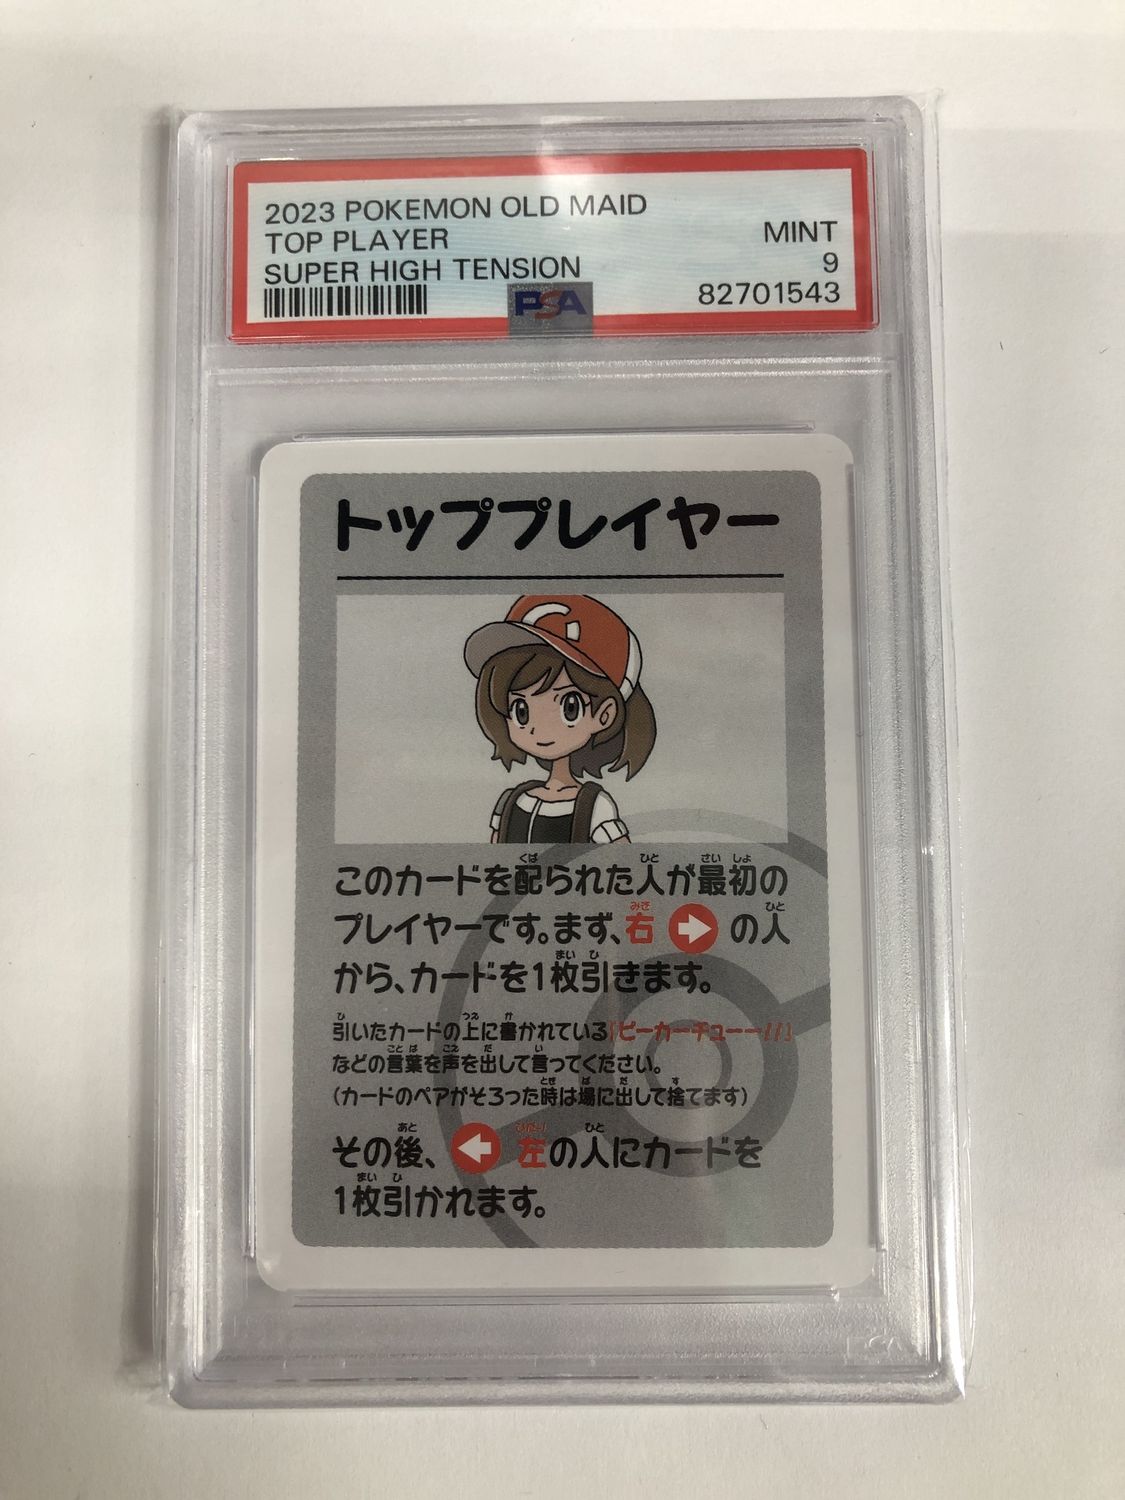 2023 POKEMON OLD MAID
TOP PLAYER
SUPER HIGH TENSION
MINT
9
82701543
PSA
トッププレイヤー
このカードを配られた人が最初の
プレイヤーです。まず、右 ➡ の人
から、カードを1枚引きます。
引いたカードの上に書かれている「ピーカーチューー!!」
などの言葉を声を出して言ってください。
(カードのペアがそろった時は場に出して捨てます)
その後、 ⬅ 左の人にカードを
1枚引かれます。